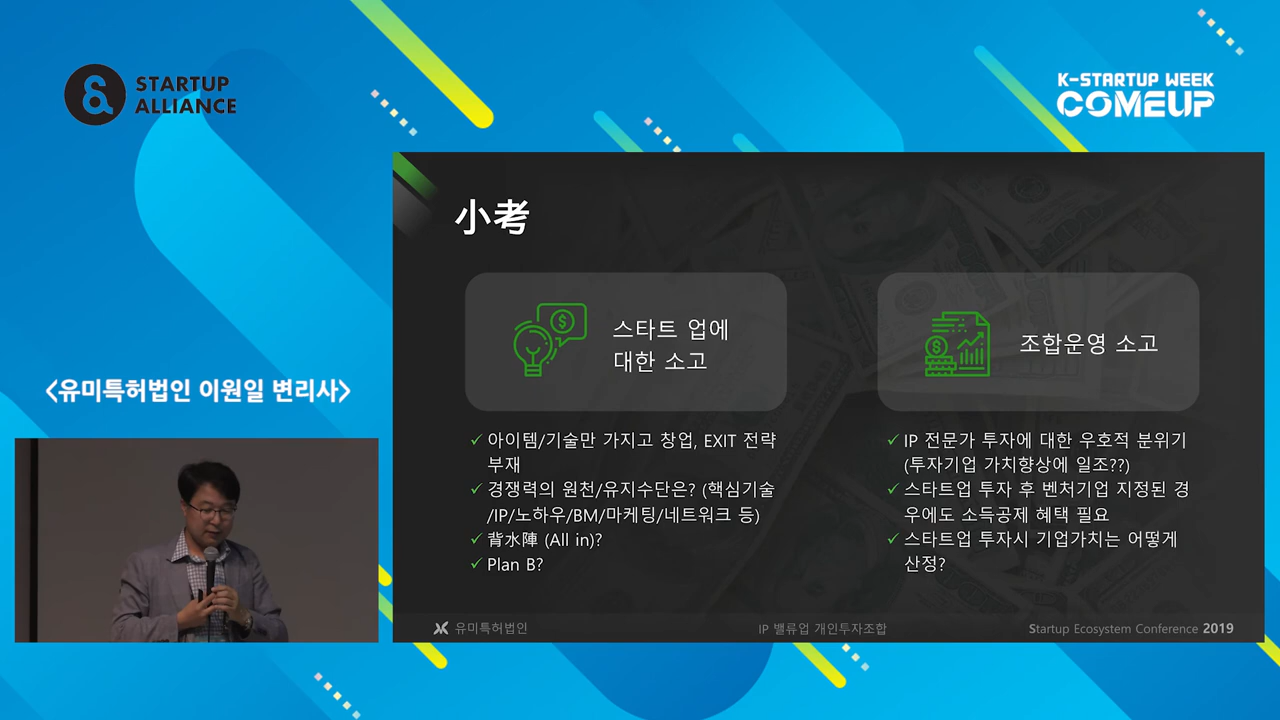 STARTUP
ALLIANCE
K-STARTUP WEEK
COMEUP
小考
스타트 업에
대한 소고
조합운영 소고
<유미특허법인 이원일 변리사>
아이템/기술만 가지고 창업, EXIT 전략
부재
경쟁력의 원천/유지수단은? (핵심기술
/IP/노하우/BM/마케팅/네트워크 등)
背水陣 (All in)?
Plan B?
IP 전문가 투자에 대한 우호적 분위기
(투자기업 가치향상에 일조??)
스타트업 투자 후 벤처기업 지정된 경
우에도 소득공제 혜택 필요
스타트업 투자시 기업가치는 어떻게
산정?
유미특허법인
IP 밸류업 개인투자조합
Startup Ecosystem Conference 2019